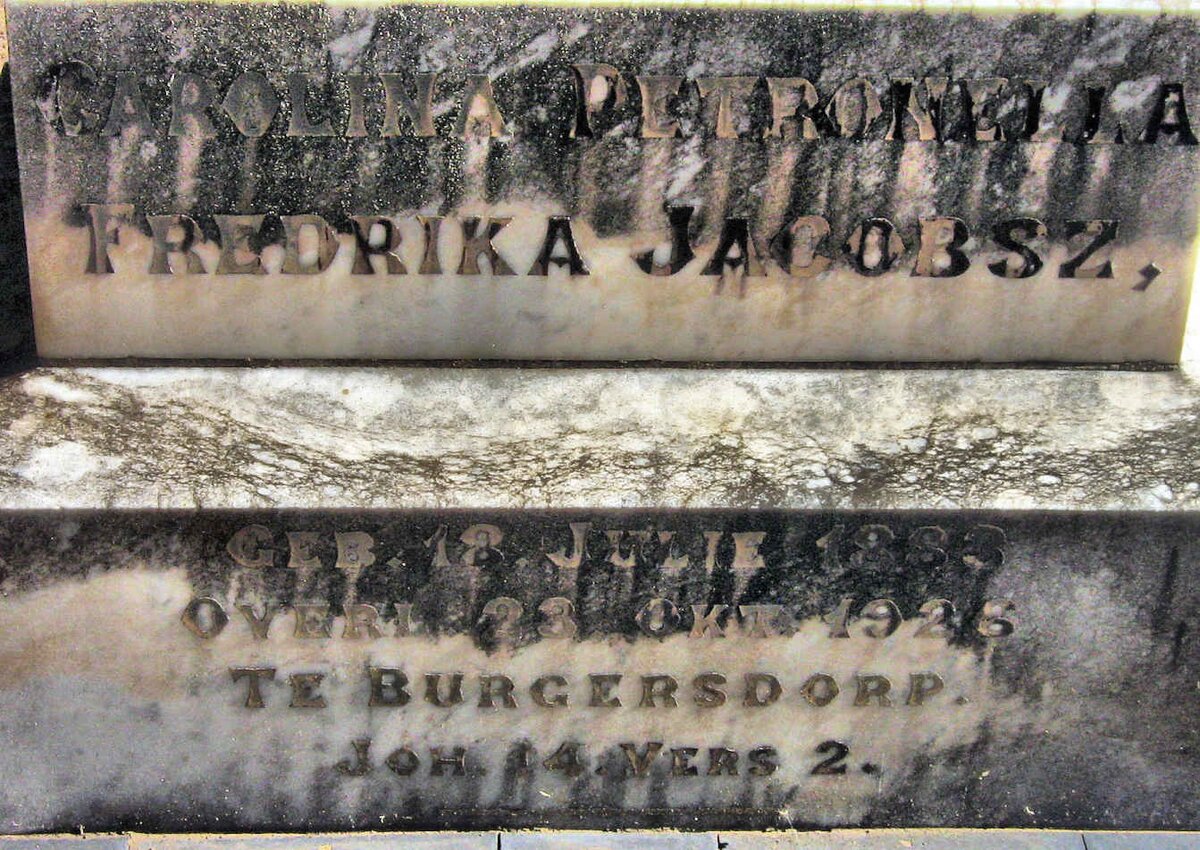 CAROLINA PETRONELLA
FREDRIKA JACOBSZ,
GEB. 18 JULIE 1883
OVERL. 23 OKT. 1926
TE BURGERSDORP.
JOH. 14. VERS 2.